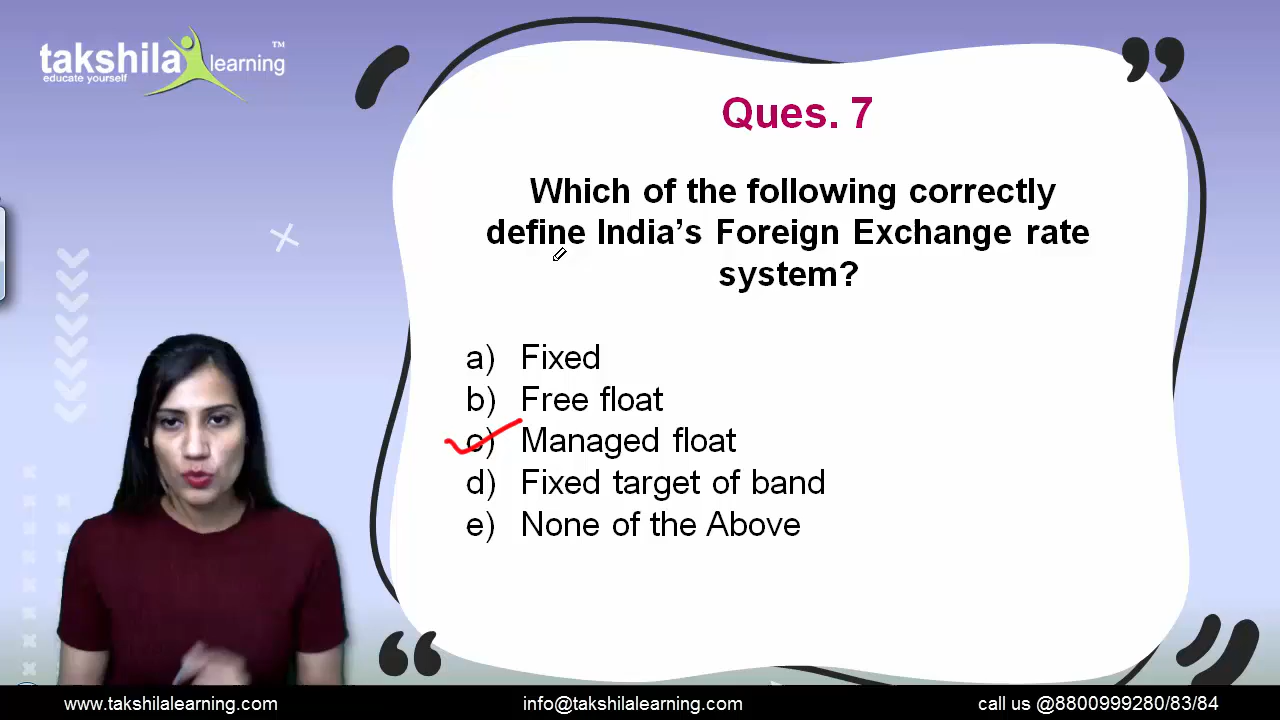 takshila learning™
educate yourself
Ques. 7
Which of the following correctly
define India’s Foreign Exchange rate
system?
a) Fixed
b) Free float
c) Managed float
d) Fixed target of band
e) None of the Above
www.takshilalearning.com info@takshilalearning.com call us @8800999280/83/84